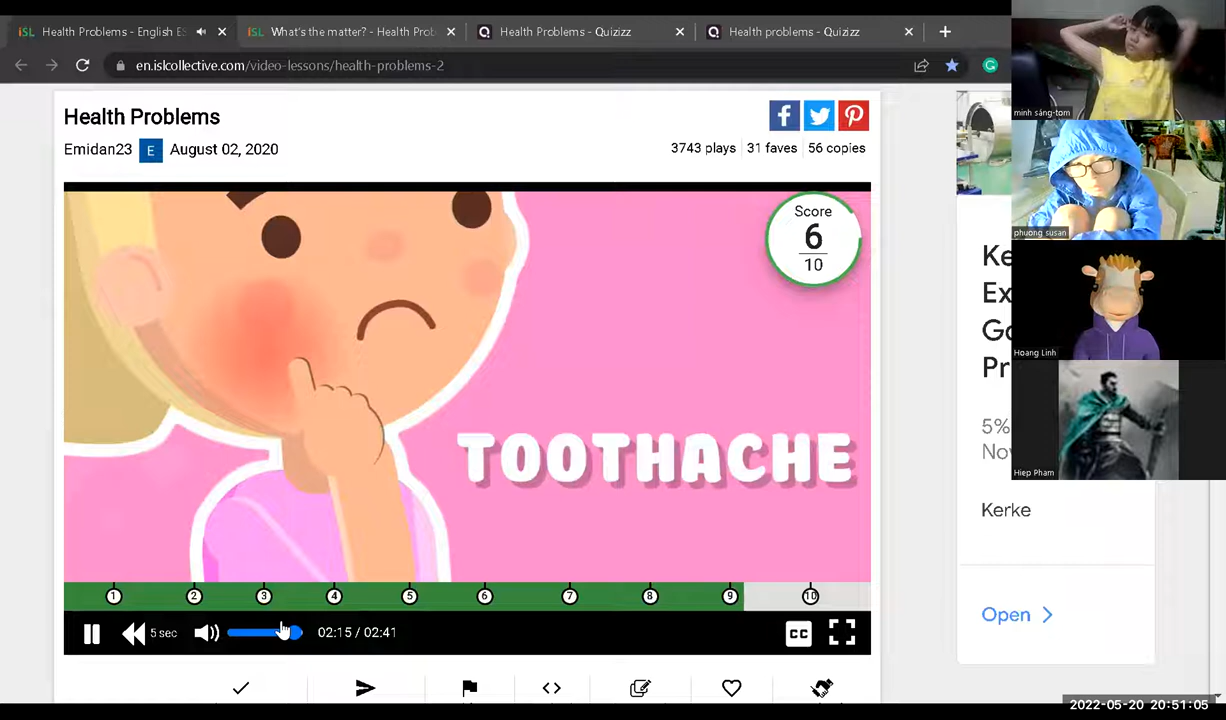 Health Problems - English ES
What's the matter? - Health Prob
Health Problems - Quizizz
Health problems - Quizizz
en.islcollective.com/video-lessons/health-problems-2
Health Problems
Emidan23 E August 02, 2020
3743 plays 31 faves 56 copies
Score
6
10
TOOTHACHE
1 2 3 4 5 6 7 8 9 10
5 sec 02:15 / 02:41 CC
Ke
Ex
Go
Pr
5%
Nov
Kerke
Open
minh sáng-tom
phuong susan
Hoang Linh
Hiep Pham
2022-05-20 20:51:05